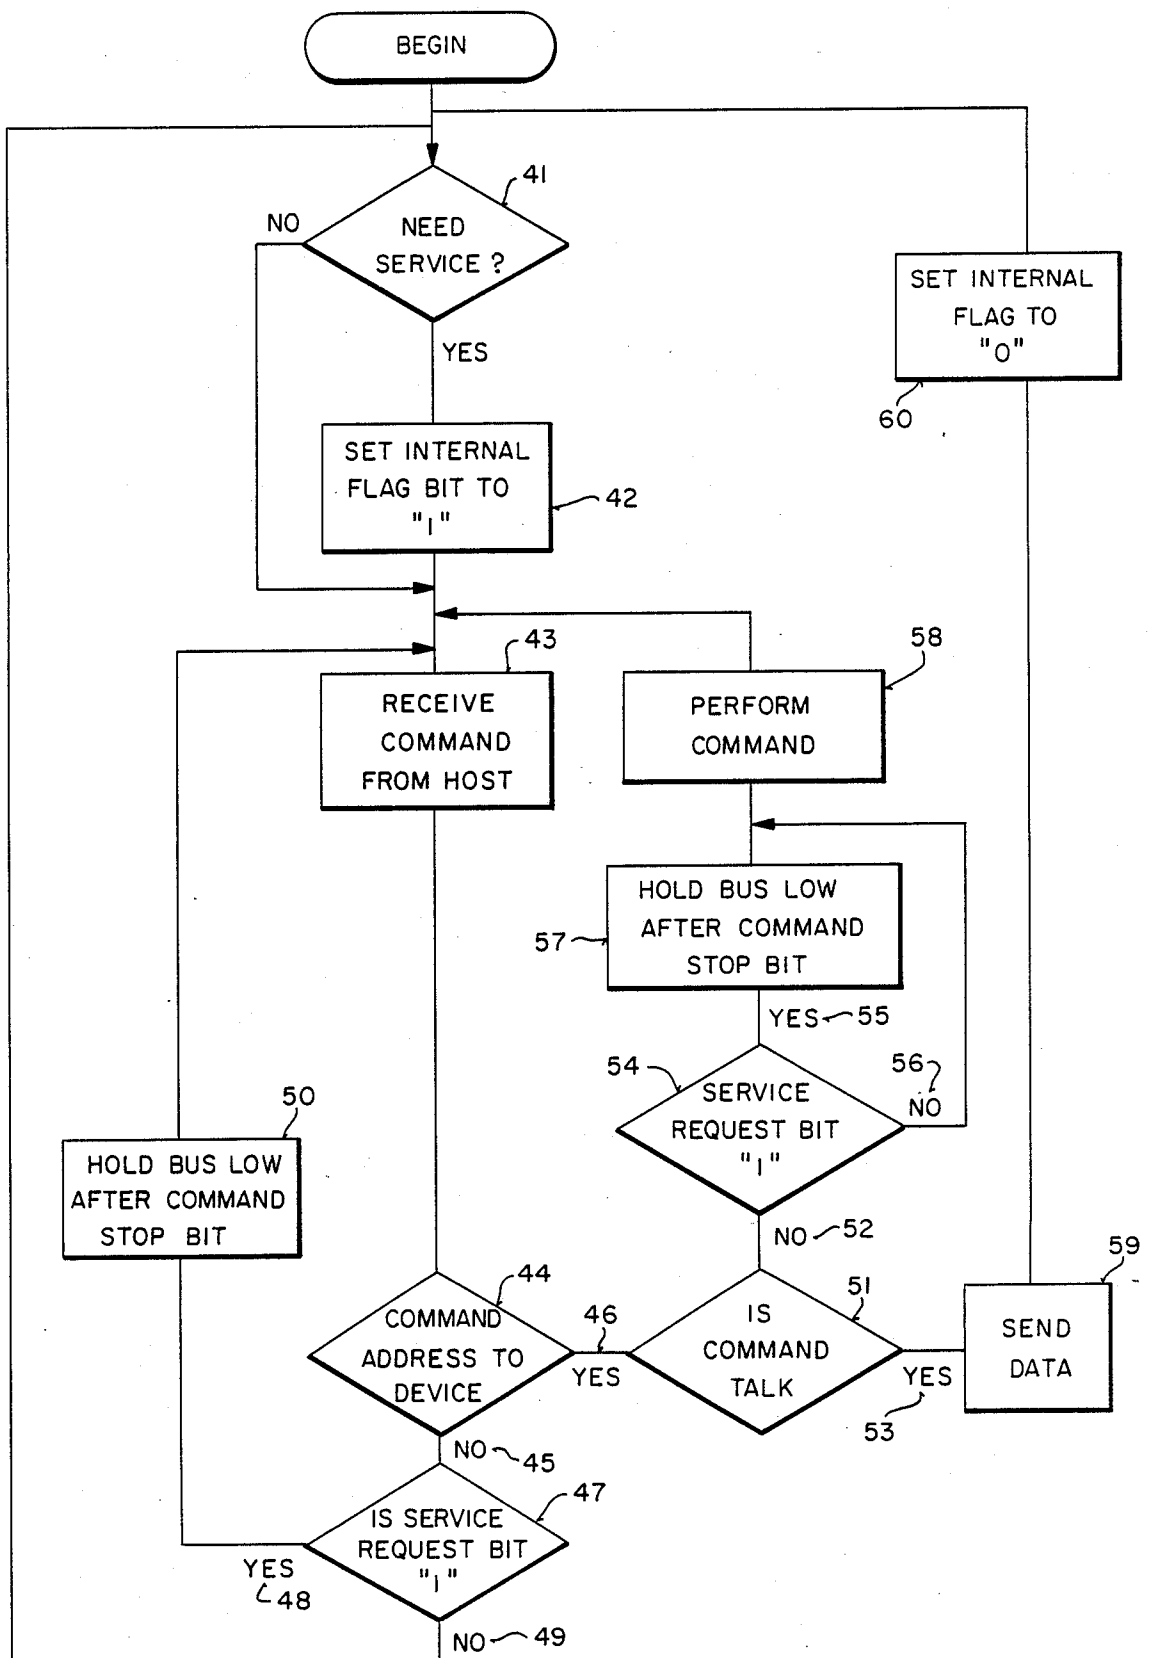 BEGIN
41
NO
NEED
SERVICE ?
YES
SET INTERNAL
FLAG TO
"0"
60
SET INTERNAL
FLAG BIT TO
"1"
42
43
RECEIVE
COMMAND
FROM HOST
58
PERFORM
COMMAND
HOLD BUS LOW
AFTER COMMAND
STOP BIT
57
YES 55
54
SERVICE
REQUEST BIT
"1"
56
NO
50
HOLD BUS LOW
AFTER COMMAND
STOP BIT
NO 52
44
COMMAND
ADDRESS TO
DEVICE
46
YES
51
IS
COMMAND
TALK
YES
53
59
SEND
DATA
NO 45
47
IS SERVICE
REQUEST BIT
"1"
YES
48
NO 49